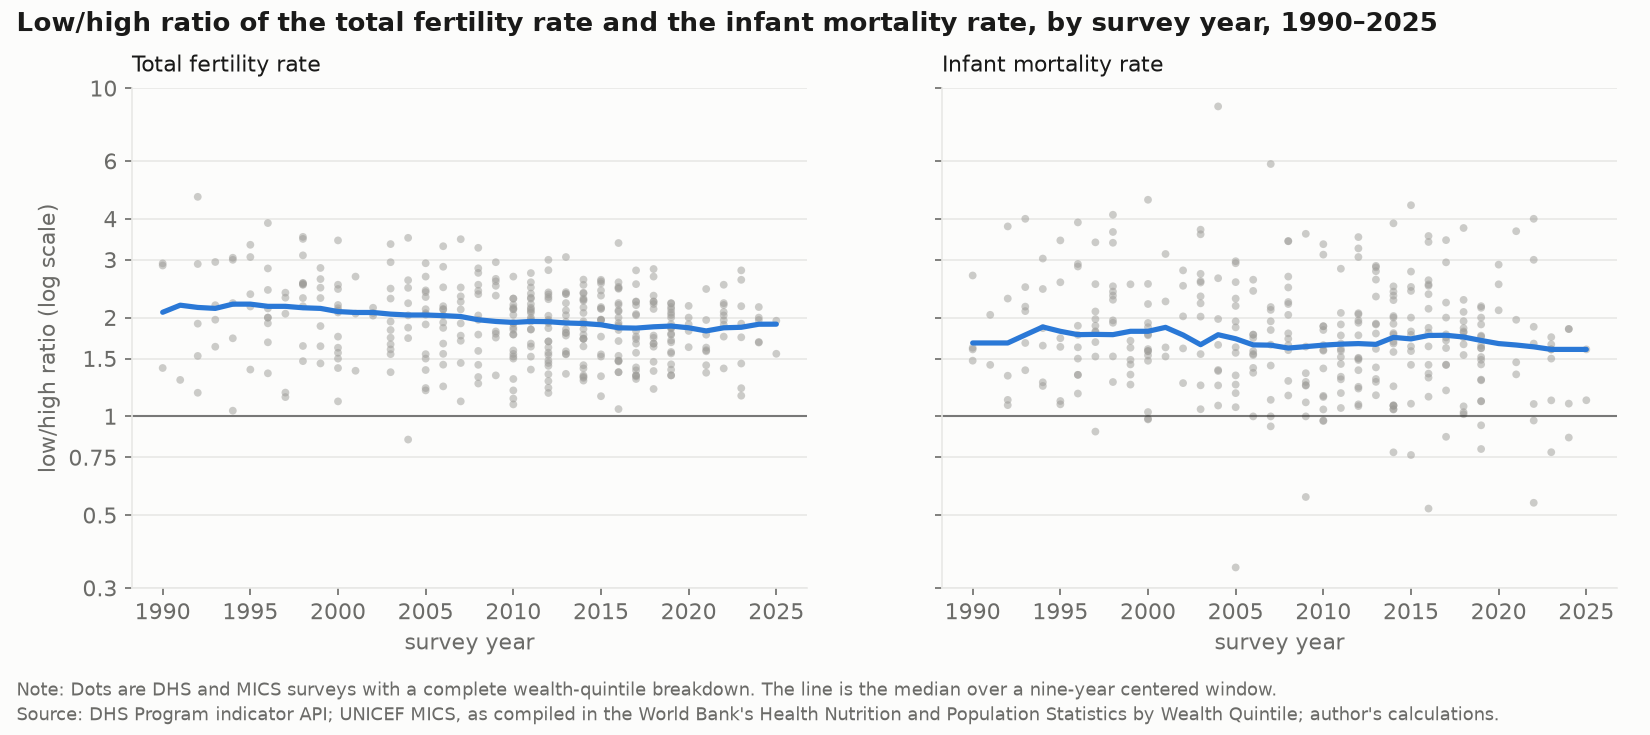 Low/high ratio of the total fertility rate and the infant mortality rate, by survey year, 1990–2025
Total fertility rate
Infant mortality rate
low/high ratio (log scale)
10
6
4
3
2
1.5
1
0.75
0.5
0.3
1990 1995 2000 2005 2010 2015 2020 2025
survey year
1990 1995 2000 2005 2010 2015 2020 2025
survey year
Note: Dots are DHS and MICS surveys with a complete wealth-quintile breakdown. The line is the median over a nine-year centered window.
Source: DHS Program indicator API; UNICEF MICS, as compiled in the World Bank's Health Nutrition and Population Statistics by Wealth Quintile; author's calculations.